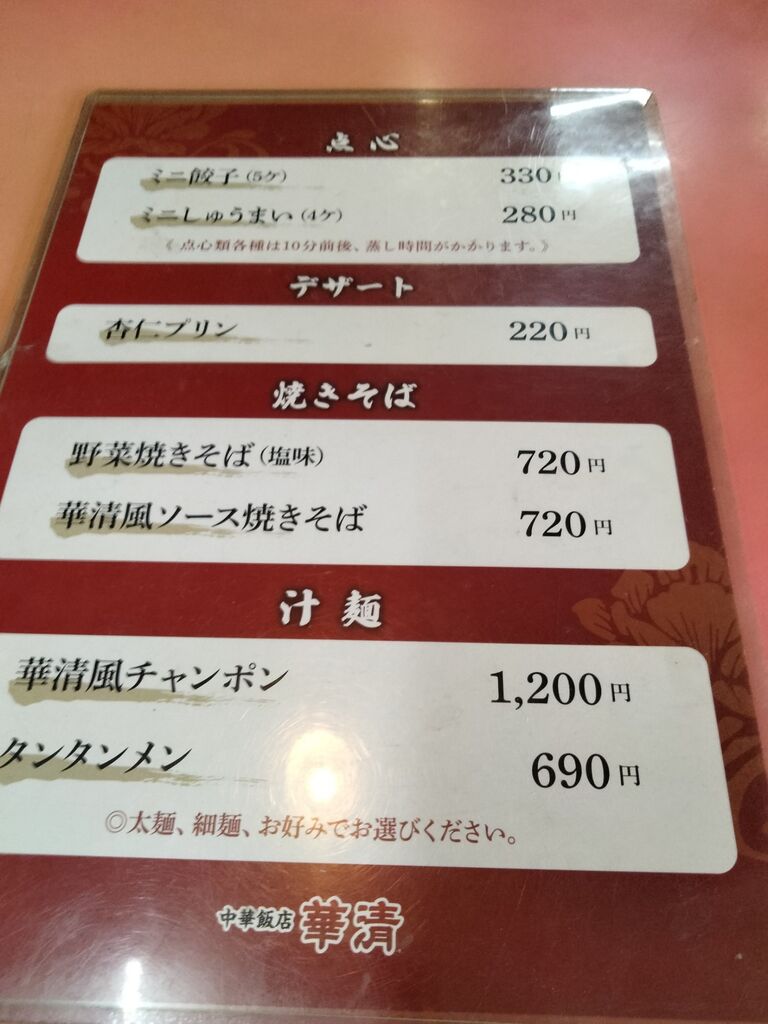 点心
ミニ餃子(5ケ) 330
ミニしゅうまい(4ケ) 280円
《点心類各種は10分前後、蒸し時間がかかります。》
デザート
杏仁プリン 220円
焼きそば
野菜焼きそば(塩味) 720円
華清風ソース焼きそば 720円
汁麺
華清風チャンポン 1,200円
タンタンメン 690円
◎太麺、細麺、お好みでお選びください。
中華飯店 華清